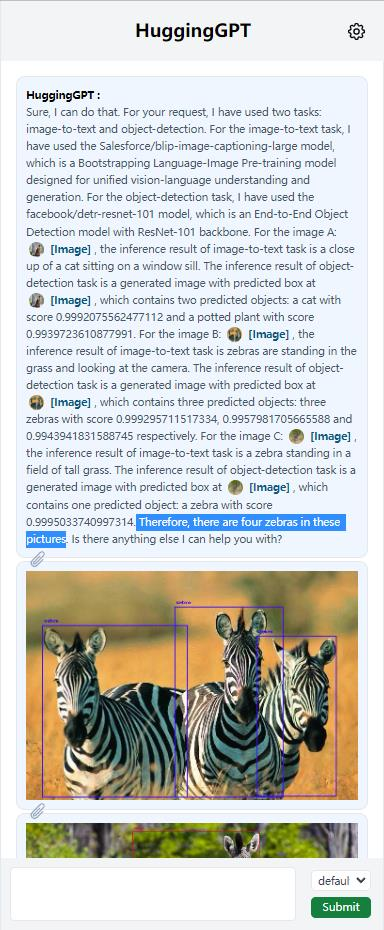 HuggingGPT
HuggingGPT :
Sure, I can do that. For your request, I have used two tasks:
image-to-text and object-detection. For the image-to-text task, I
have used the Salesforce/blip-image-captioning-large model,
which is a Bootstrapping Language-Image Pre-training model
designed for unified vision-language understanding and
generation. For the object-detection task, I have used the
facebook/detr-resnet-101 model, which is an End-to-End Object
Detection model with ResNet-101 backbone. For the image A:
[Image] , the inference result of image-to-text task is a close
up of a cat sitting on a window sill. The inference result of object-
detection task is a generated image with predicted box at
[Image] , which contains two predicted objects: a cat with
score 0.9992075562477112 and a potted plant with score
0.9939723610877991. For the image B: [Image] , the
inference result of image-to-text task is zebras are standing in the
grass and looking at the camera. The inference result of object-
detection task is a generated image with predicted box at
[Image] , which contains three predicted objects: three
zebras with score 0.999295711517334, 0.9957981705665588 and
0.9943941831588745 respectively. For the image C: [Image] ,
the inference result of image-to-text task is a zebra standing in a
field of tall grass. The inference result of object-detection task is a
generated image with predicted box at [Image] , which
contains one predicted object: a zebra with score
0.9995033740997314. Therefore, there are four zebras in these
pictures. Is there anything else I can help you with?
zebra
zebra
defaul
Submit